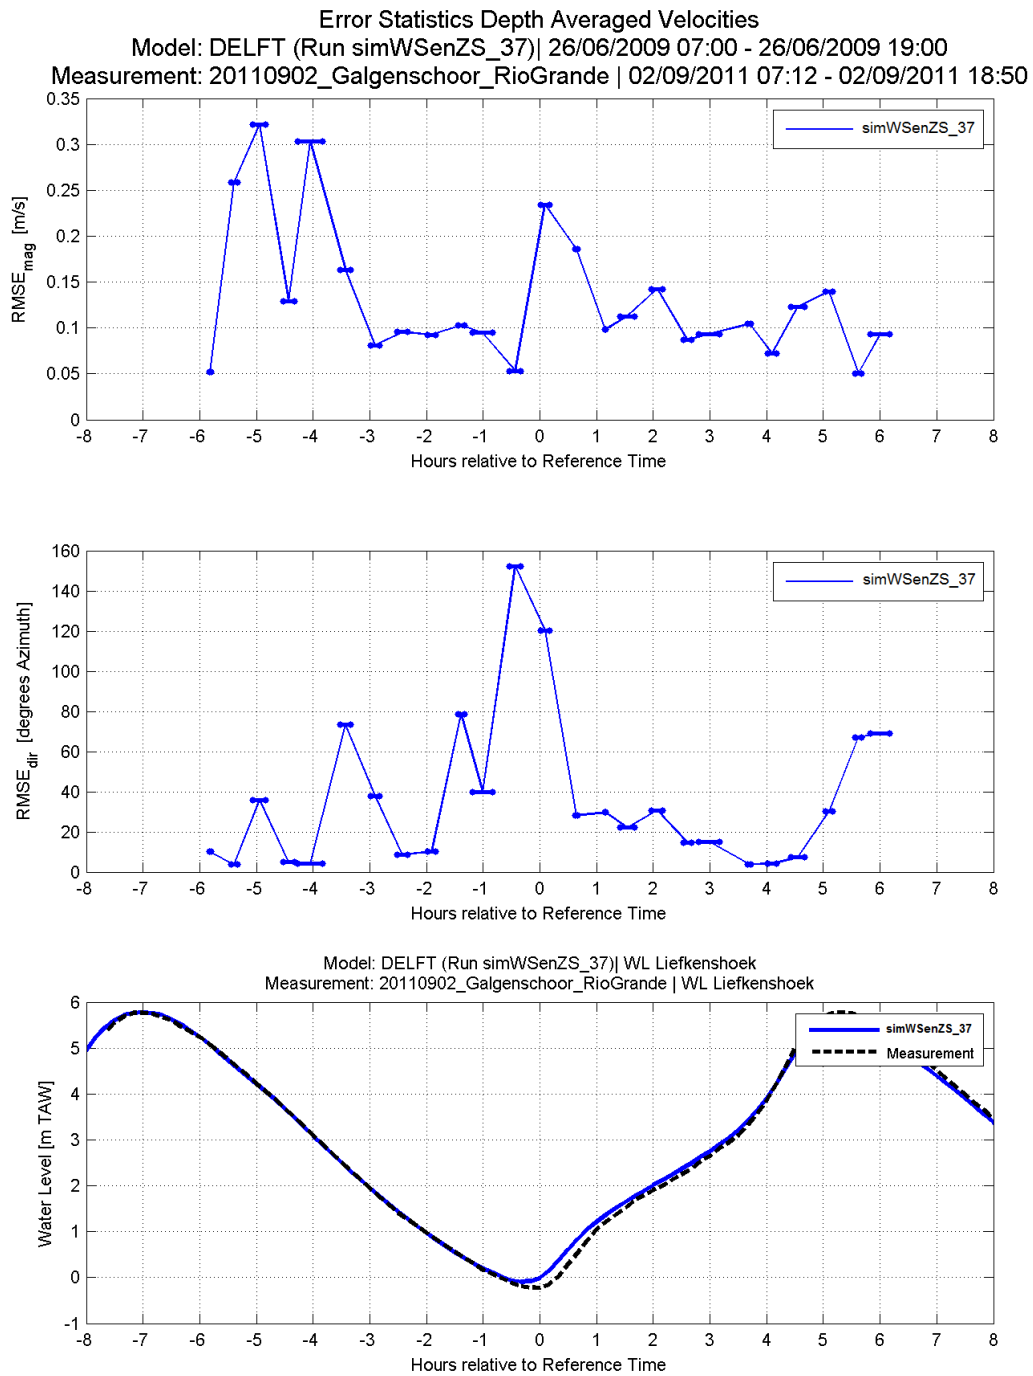 Error Statistics Depth Averaged Velocities
Model: DELFT (Run simWSenZS_37)| 26/06/2009 07:00 - 26/06/2009 19:00
Measurement: 20110902_Galgenschoor_RioGrande | 02/09/2011 07:12 - 02/09/2011 18:50
0.35
0.3
0.25
0.2
0.15
0.1
0.05
0
RMSE_mag [m/s]
simWSenZS_37
-8 -7 -6 -5 -4 -3 -2 -1 0 1 2 3 4 5 6 7 8
Hours relative to Reference Time
160
140
120
100
80
60
40
20
0
RMSE_dir [degrees Azimuth]
simWSenZS_37
-8 -7 -6 -5 -4 -3 -2 -1 0 1 2 3 4 5 6 7 8
Hours relative to Reference Time
Model: DELFT (Run simWSenZS_37)| WL Liefkenshoek
Measurement: 20110902_Galgenschoor_RioGrande | WL Liefkenshoek
6
5
4
3
2
1
0
-1
Water Level [m TAW]
simWSenZS_37
Measurement
-8 -7 -6 -5 -4 -3 -2 -1 0 1 2 3 4 5 6 7 8
Hours relative to Reference Time